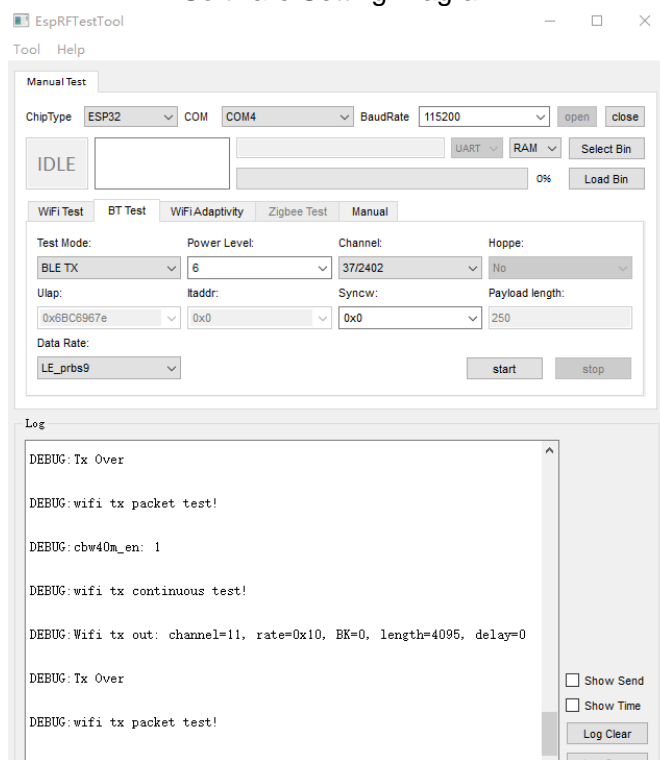 EspRFTestTool
Tool Help
Manual Test
ChipType ESP32 COM COM4 BaudRate 115200 open close
IDLE UART RAM Select Bin
0% Load Bin
WiFi Test BT Test WiFi Adaptivity Zigbee Test Manual
Test Mode: Power Level: Channel: Hoppe:
BLE TX 6 37/2402 No
Ulap: ltaddr: Syncw: Payload length:
0x6BC6967e 0x0 0x0 250
Data Rate:
LE_prbs9 start stop
Log
DEBUG:Tx Over
DEBUG:wifi tx packet test!
DEBUG:cbw40m_en: 1
DEBUG:wifi tx continuous test!
DEBUG:Wifi tx out: channel=11, rate=0x10, BK=0, length=4095, delay=0
DEBUG:Tx Over
Show Send
Show Time
DEBUG:wifi tx packet test!
Log Clear